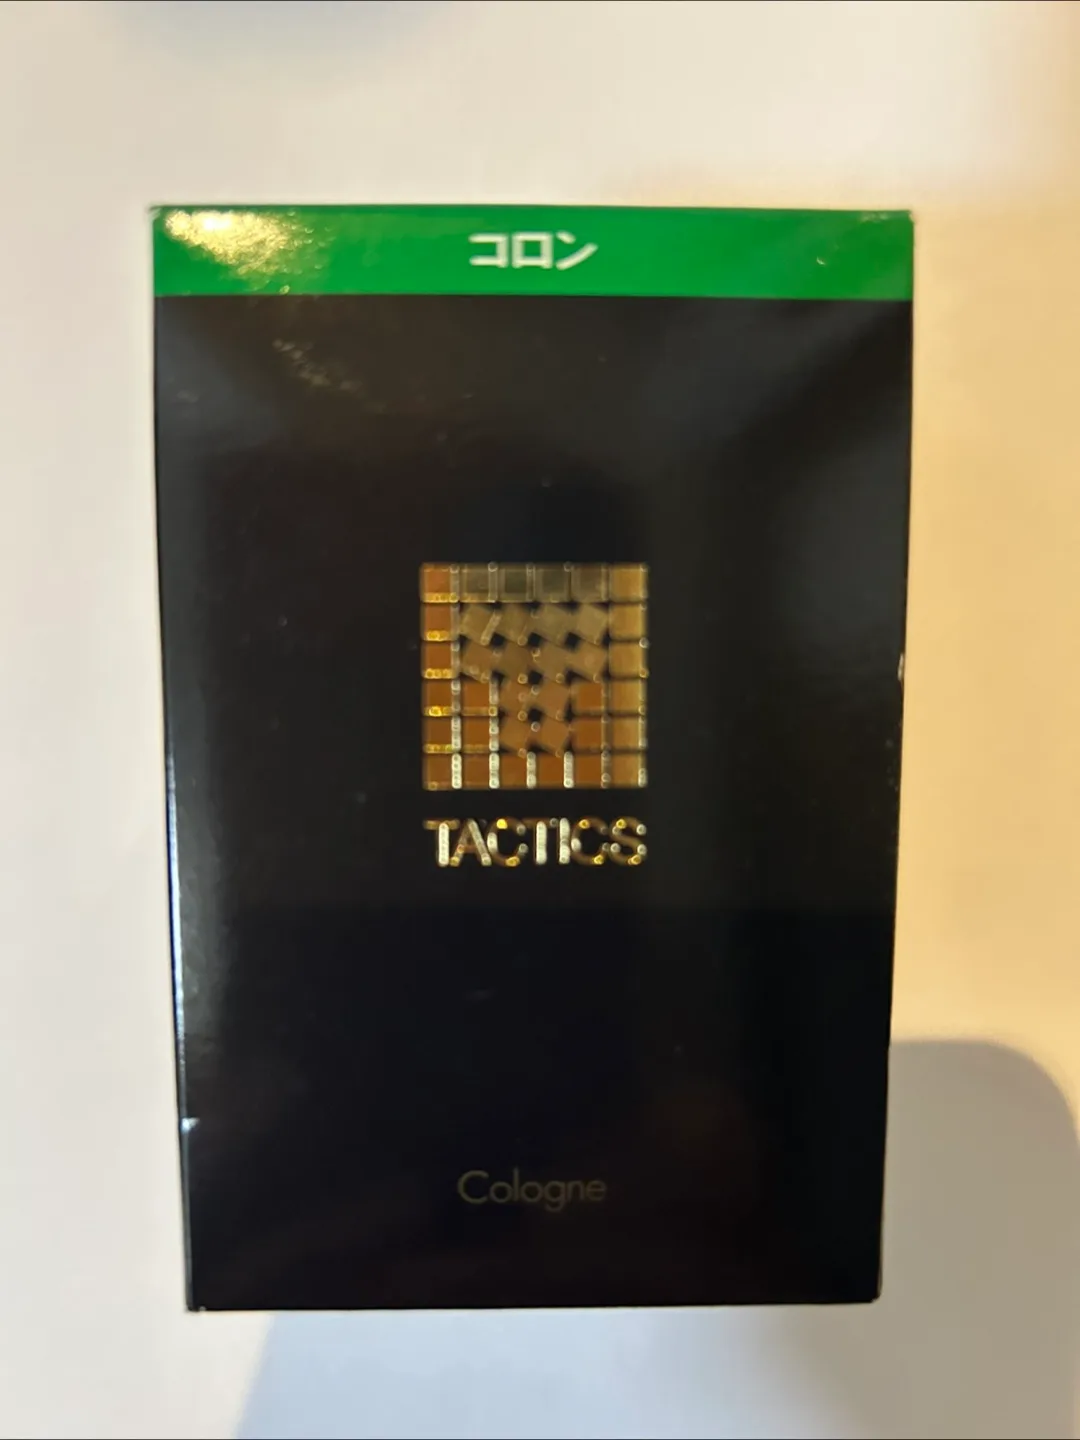 コロン
TACTICS
Cologne